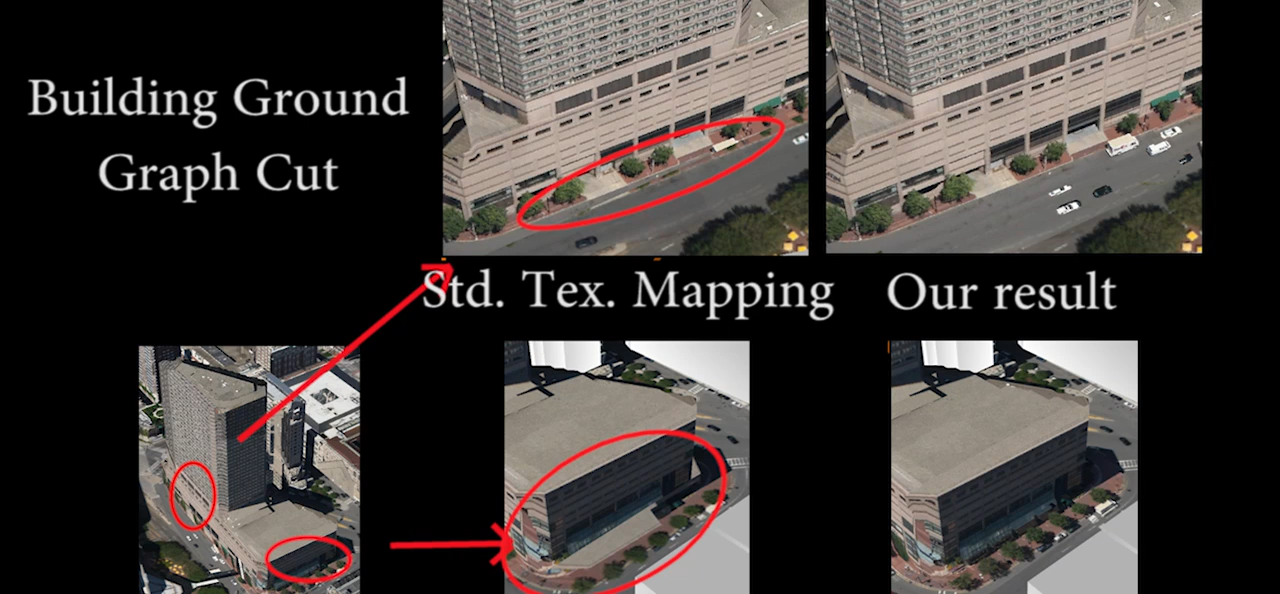 Building Ground
Graph Cut
Std. Tex. Mapping
Our result